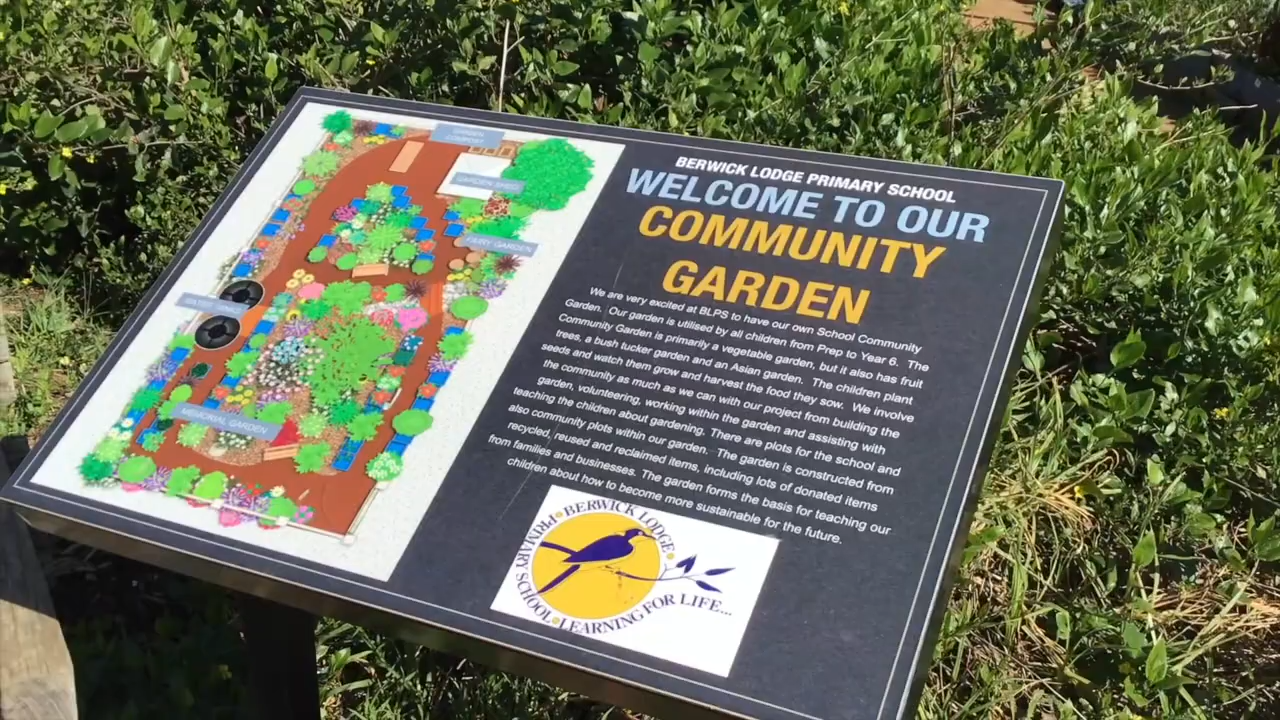 GARDEN
COMPOST
GARDEN SHED
FAIRY GARDEN
MEMORIAL GARDEN
BERWICK LODGE PRIMARY SCHOOL
WELCOME TO OUR
COMMUNITY
GARDEN
We are very excited at BLPS to have our own School Community
Garden. Our garden is utilised by all children from Prep to Year 6. The
Community Garden is primarily a vegetable garden, but it also has fruit
trees, a bush tucker garden and an Asian garden. The children plant
seeds and watch them grow and harvest the food they sow. We involve
the community as much as we can with our project from building the
garden, volunteering, working within the garden and assisting with
teaching the children about gardening. There are plots for the school and
also community plots within our garden. The garden is constructed from
recycled, reused and reclaimed items, including lots of donated items
from families and businesses. The garden forms the basis for teaching our
children about how to become more sustainable for the future.
BERWICK LODGE
PRIMARY SCHOOL
LEARNING FOR LIFE...